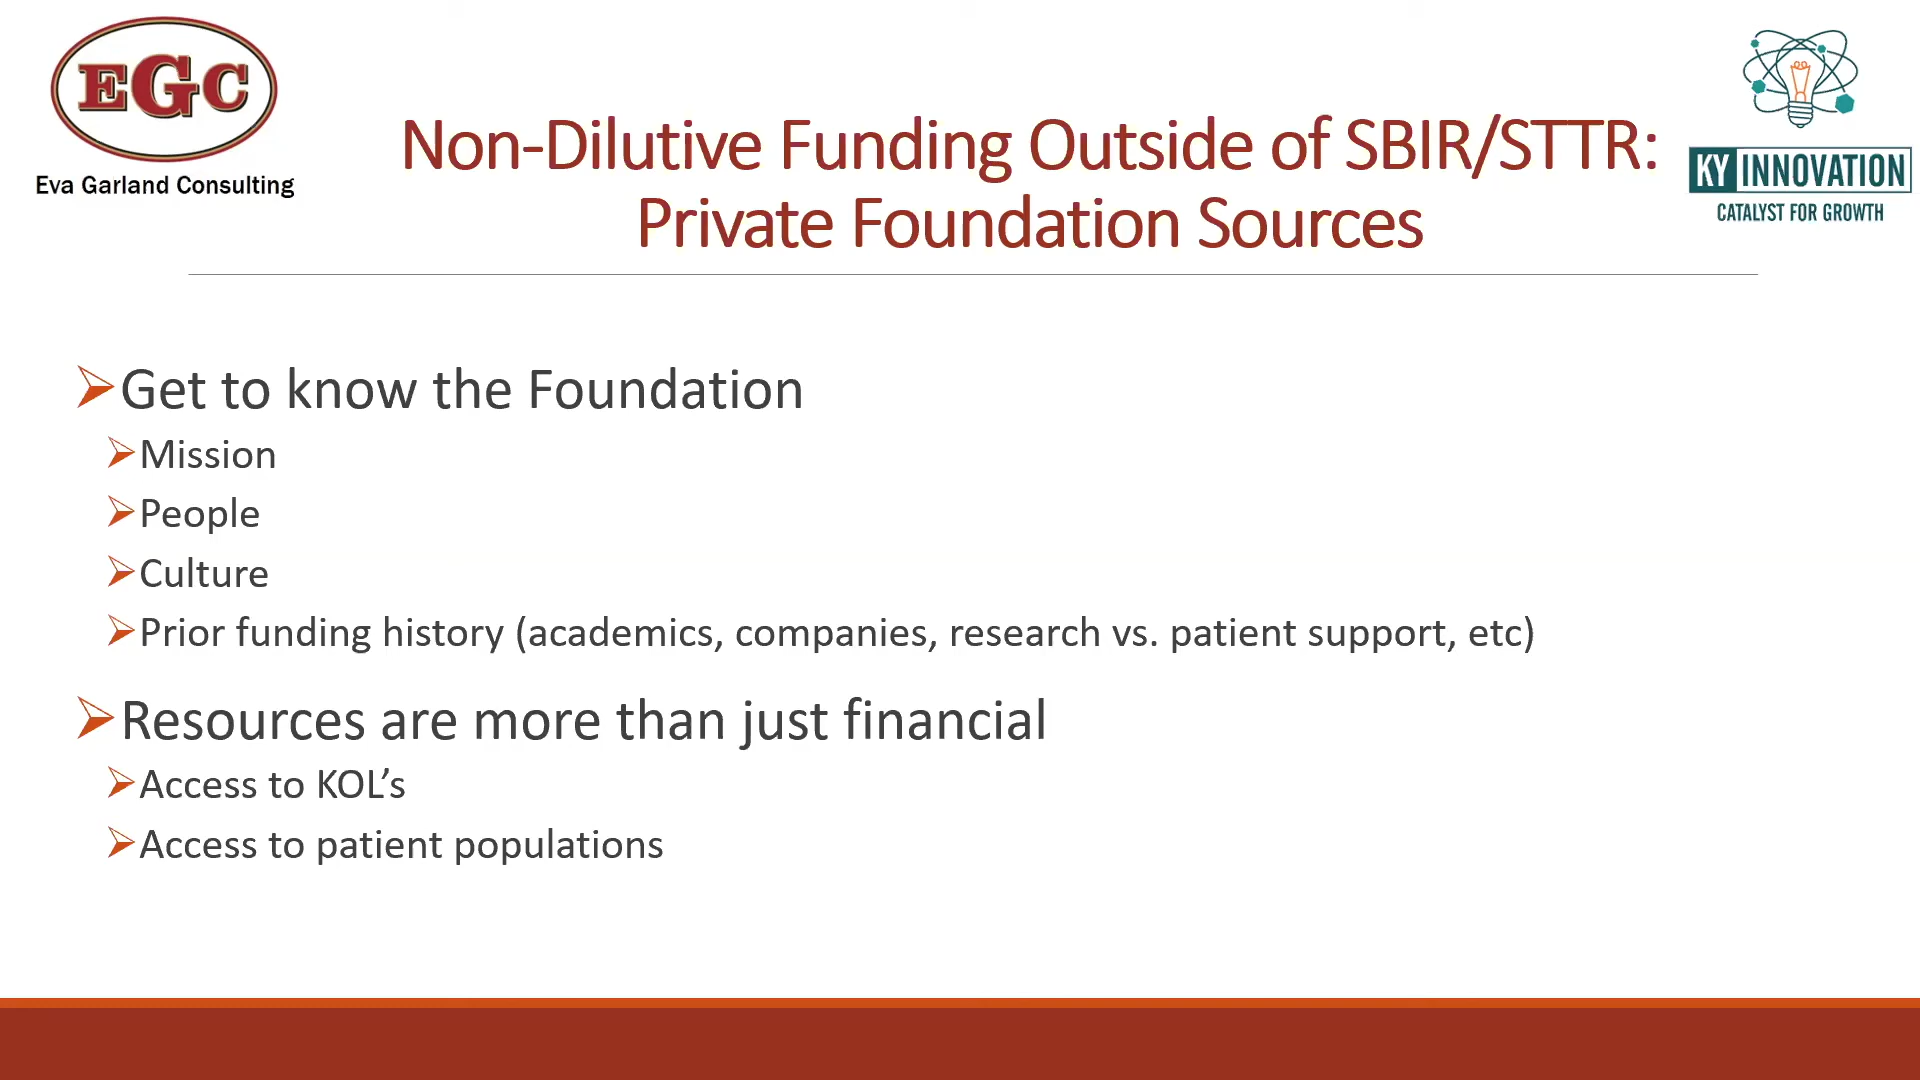 EGC
Eva Garland Consulting
Non-Dilutive Funding Outside of SBIR/STTR:
Private Foundation Sources
KY INNOVATION
CATALYST FOR GROWTH
Get to know the Foundation
Mission
People
Culture
Prior funding history (academics, companies, research vs. patient support, etc)
Resources are more than just financial
Access to KOL’s
Access to patient populations